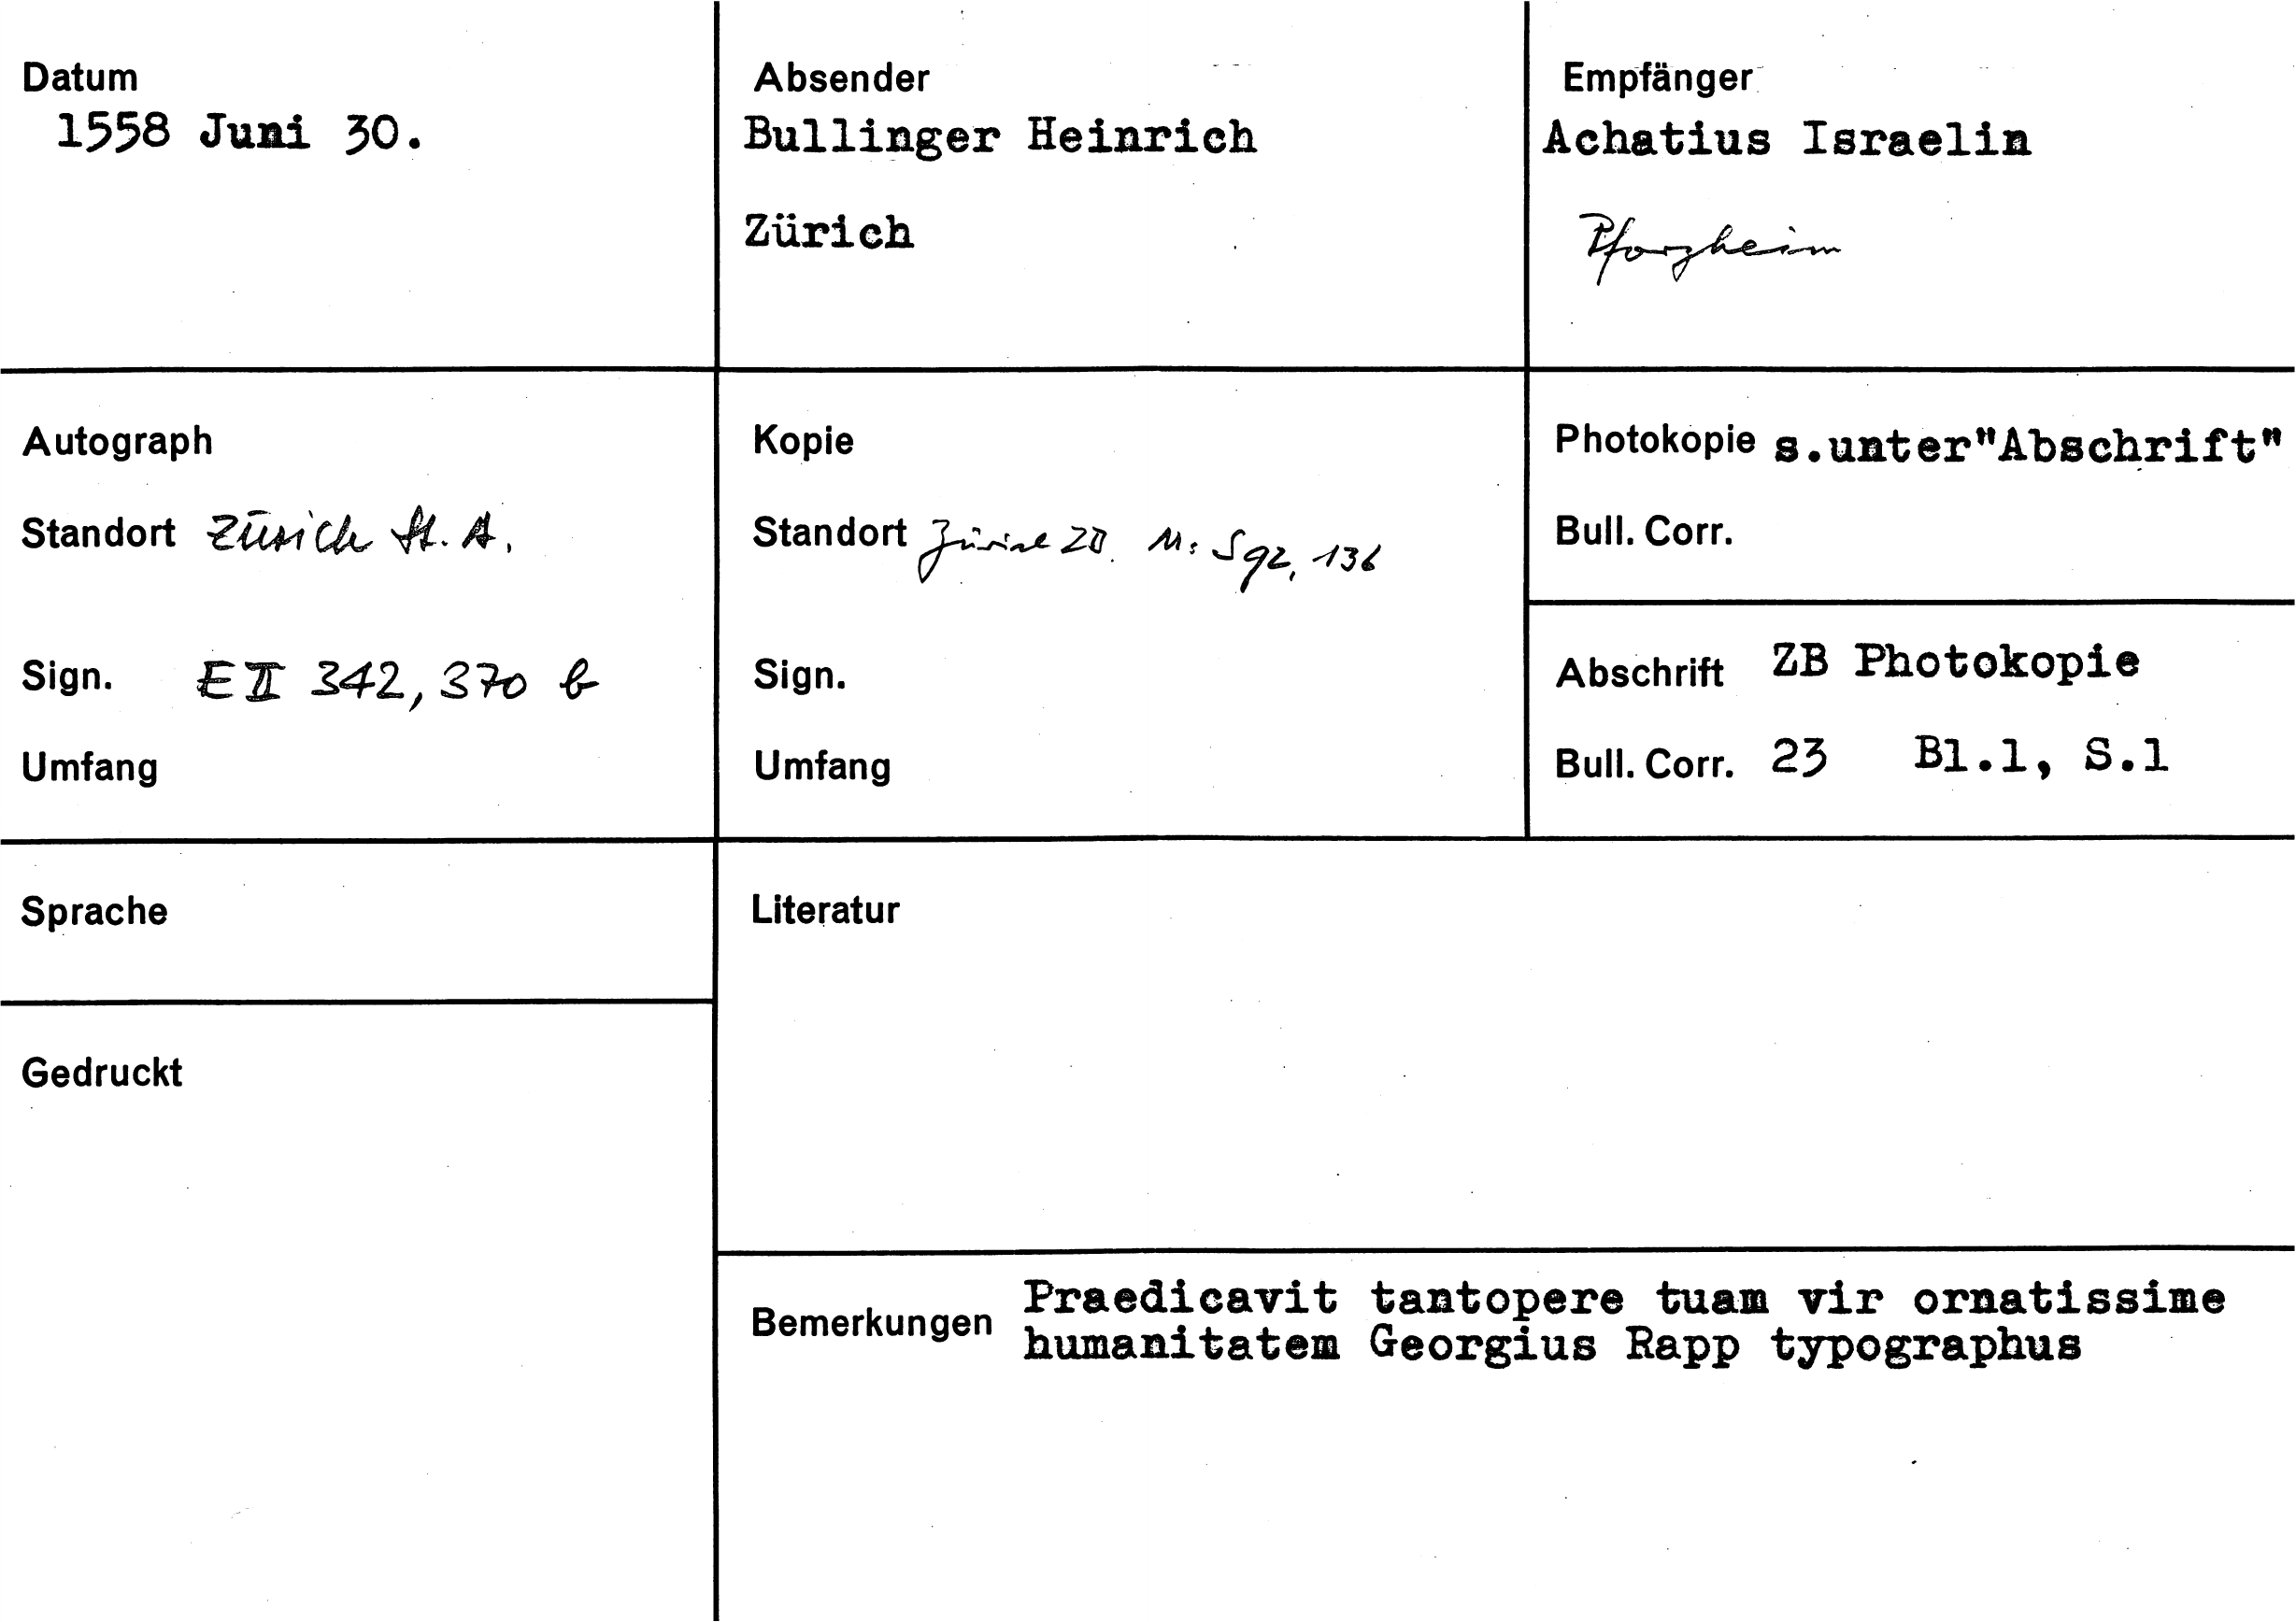 Datum
1558 Juni 30.
Absender
Bullinger Heinrich
Zürich
Empfänger
Achatius Israelin
Pforzheim
Autograph
Standort Zürich St. A.
Sign. E II 342, 370 b
Umfang
Kopie
Standort Zürich ZB. Ms S 92, 136
Sign.
Umfang
Photokopie s.unter"Abschrift"
Bull. Corr.
Abschrift ZB Photokopie
Bull. Corr. 23 Bl.1, S.1
Sprache
Gedruckt
Literatur
Bemerkungen Praedicavit tantopere tuam vir ornatissime
humanitatem Georgius Rapp typographus